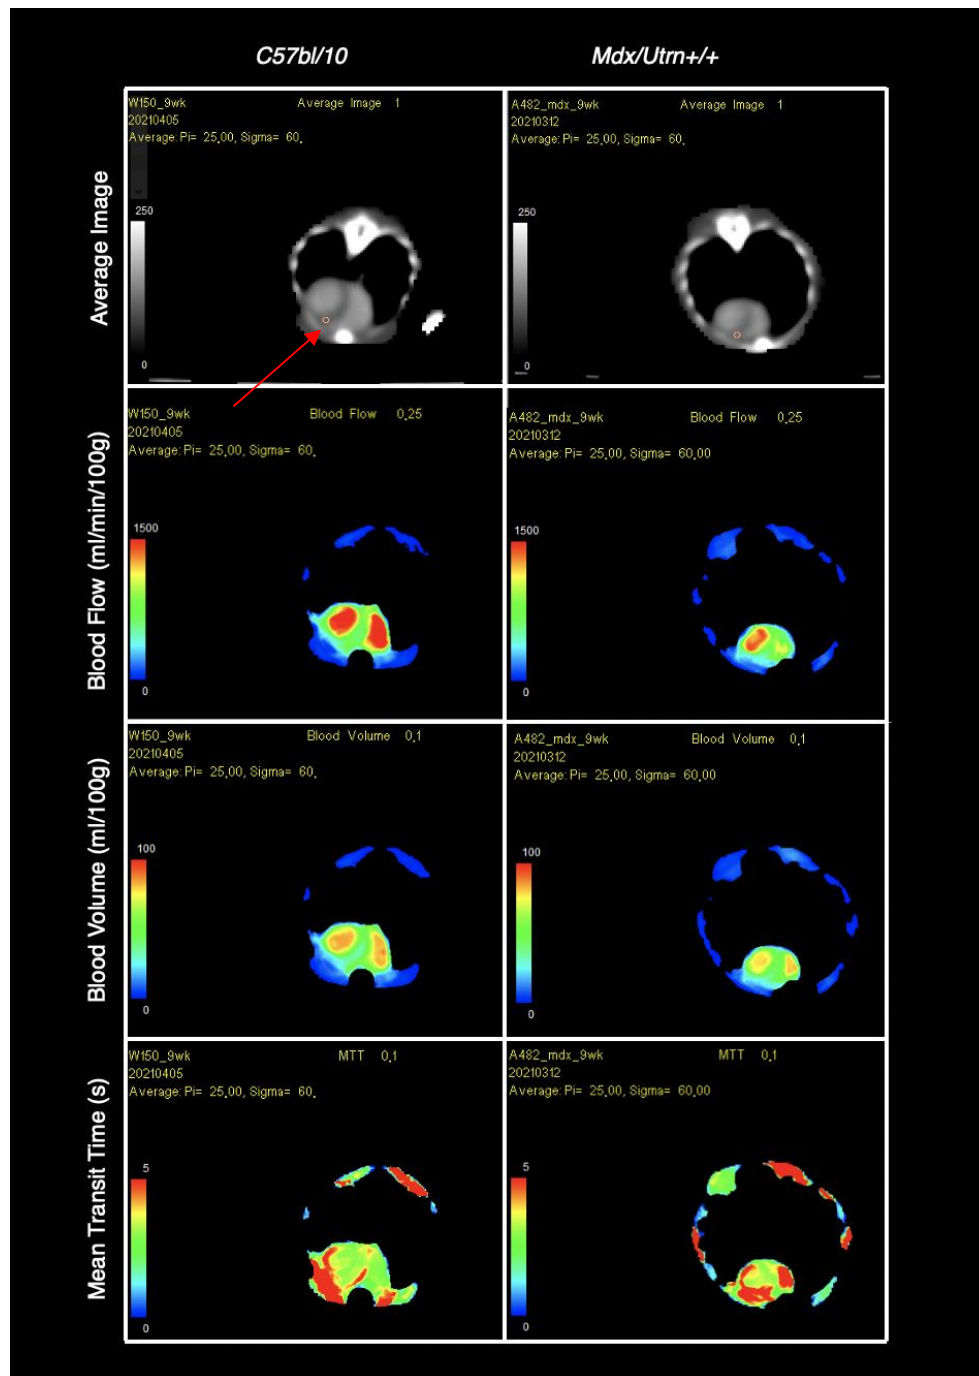 C57bl/10
Mdx/Utrn+/+
Average Image
W150_9wk
Average Image 1
20210405
Average: Pi= 25.00, Sigma= 60.
250
0
A482_mdx_9wk
Average Image 1
20210312
Average: Pi= 25.00, Sigma= 60.
250
0
Blood Flow (ml/min/100g)
W150_9wk
Blood Flow 0.25
20210405
Average: Pi= 25.00, Sigma= 60.
1500
0
A482_mdx_9wk
Blood Flow 0.25
20210312
Average: Pi= 25.00, Sigma= 60.00
1500
0
Blood Volume (ml/100g)
W150_9wk
Blood Volume 0.1
20210405
Average: Pi= 25.00, Sigma= 60.
100
0
A482_mdx_9wk
Blood Volume 0.1
20210312
Average: Pi= 25.00, Sigma= 60.00
100
0
Mean Transit Time (s)
W150_9wk
MTT 0.1
20210405
Average: Pi= 25.00, Sigma= 60.
5
0
A482_mdx_9wk
MTT 0.1
20210312
Average: Pi= 25.00, Sigma= 60.00
5
0